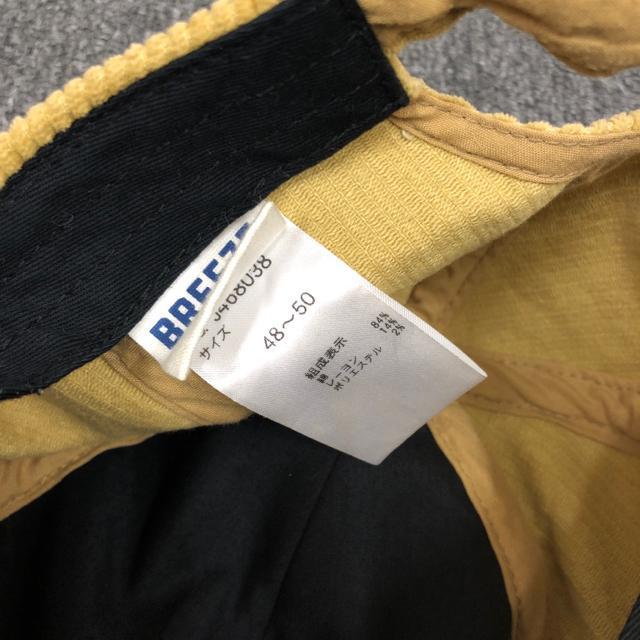 BREEZE
サイズ
48～50
組成表示
綿 84%
レーヨン 14%
ポリエステル 2%